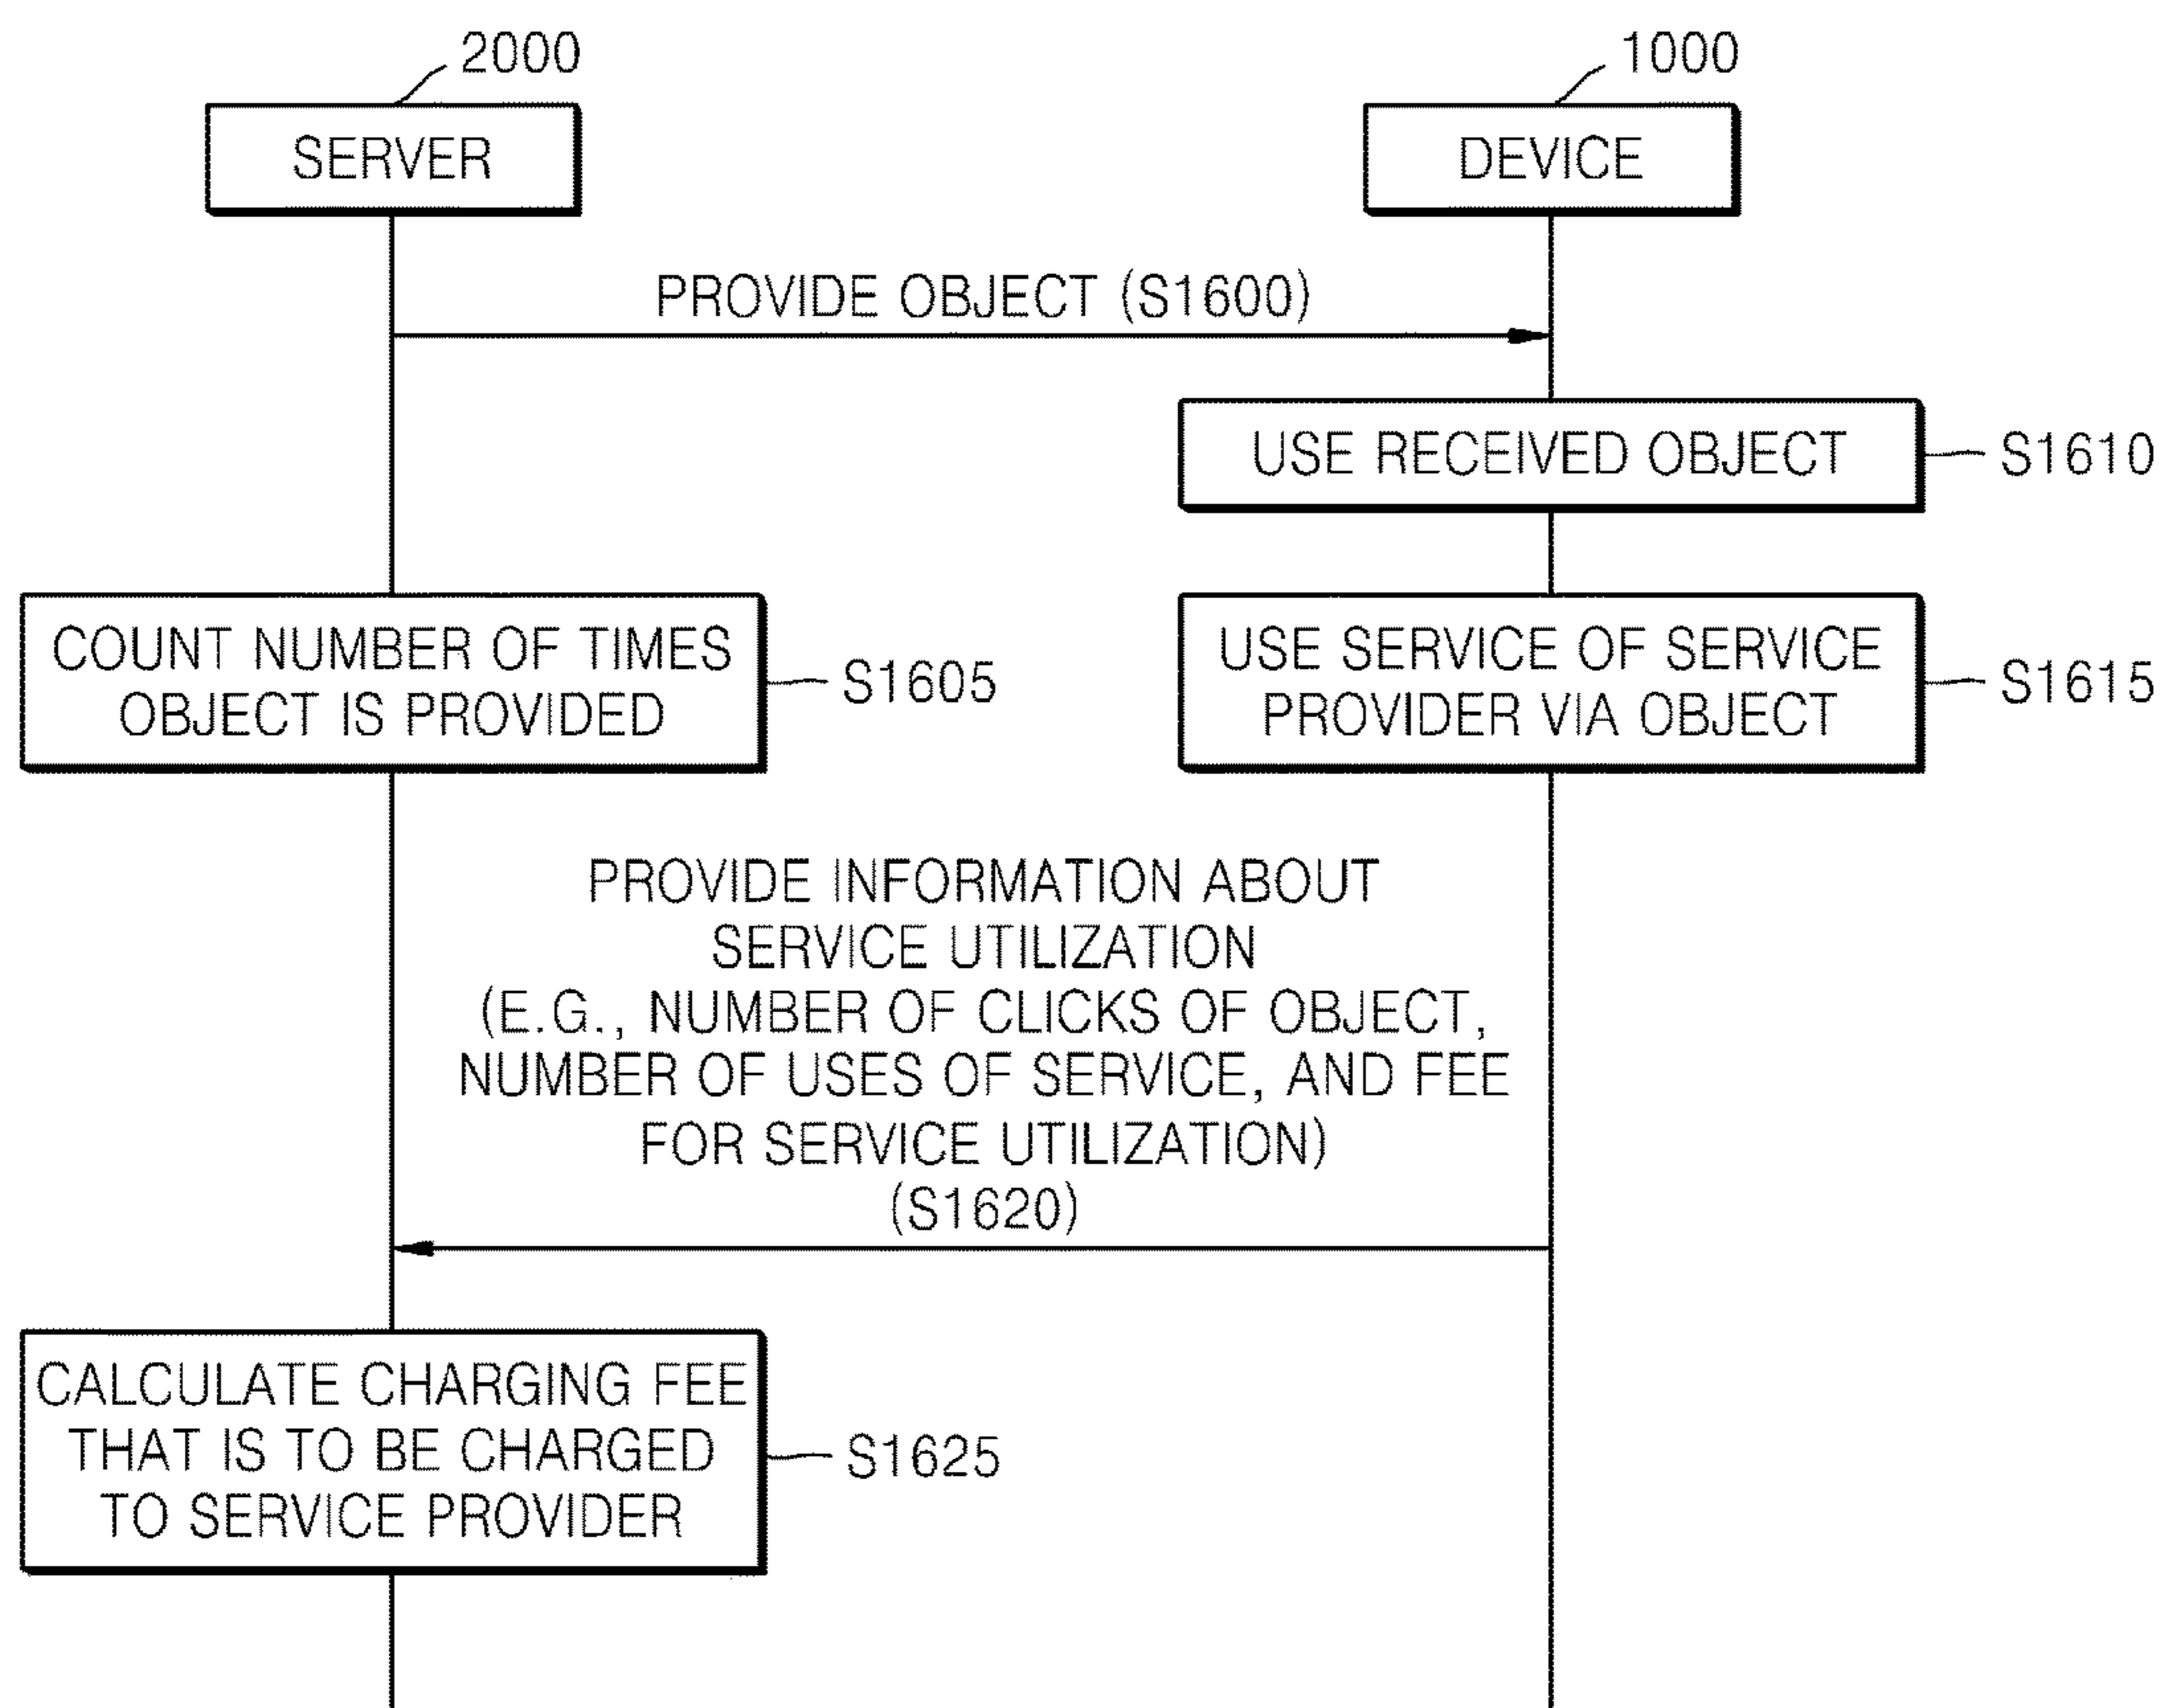 2000
1000
SERVER
DEVICE
PROVIDE OBJECT (S1600)
USE RECEIVED OBJECT
S1610
COUNT NUMBER OF TIMES
OBJECT IS PROVIDED
S1605
USE SERVICE OF SERVICE
PROVIDER VIA OBJECT
S1615
PROVIDE INFORMATION ABOUT
SERVICE UTILIZATION
(E.G., NUMBER OF CLICKS OF OBJECT,
NUMBER OF USES OF SERVICE, AND FEE
FOR SERVICE UTILIZATION)
(S1620)
CALCULATE CHARGING FEE
THAT IS TO BE CHARGED
TO SERVICE PROVIDER
S1625